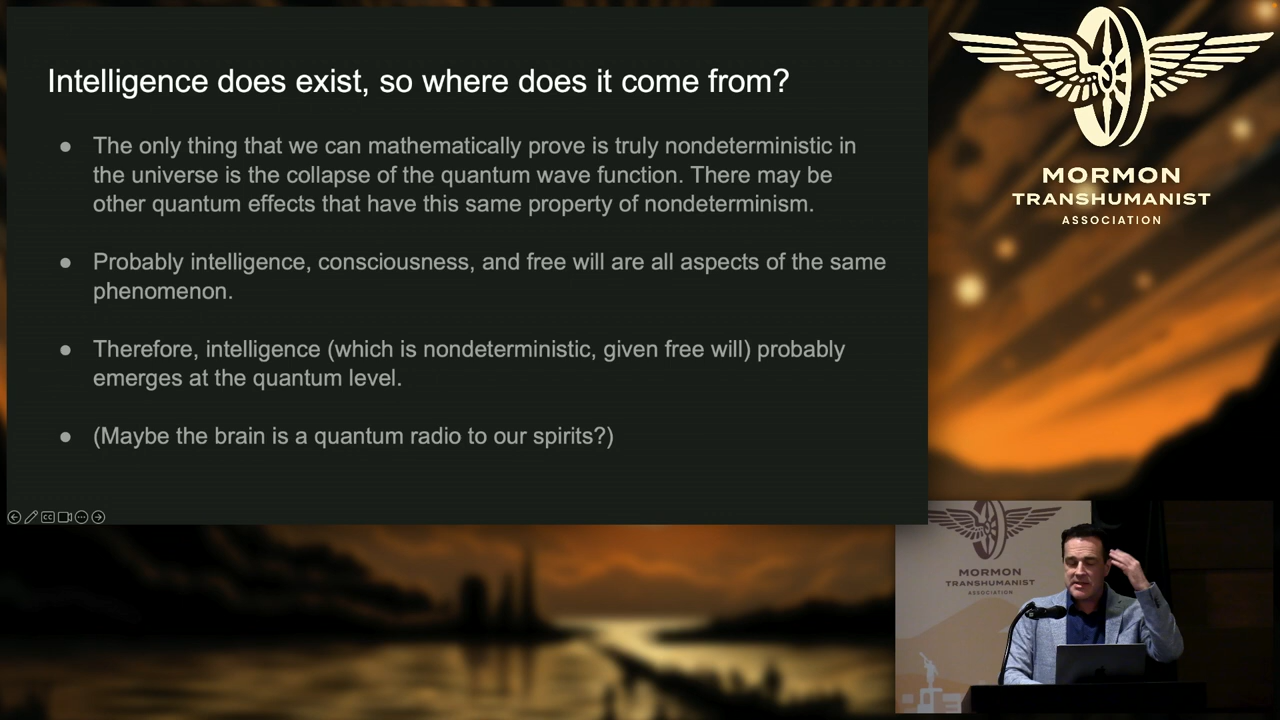 Intelligence does exist, so where does it come from?
● The only thing that we can mathematically prove is truly nondeterministic in
the universe is the collapse of the quantum wave function. There may be
other quantum effects that have this same property of nondeterminism.
● Probably intelligence, consciousness, and free will are all aspects of the same
phenomenon.
● Therefore, intelligence (which is nondeterministic, given free will) probably
emerges at the quantum level.
● (Maybe the brain is a quantum radio to our spirits?)
CC
MORMON
TRANSHUMANIST
ASSOCIATION
MORMON
TRANSHUMANIST
ASSOCIATION